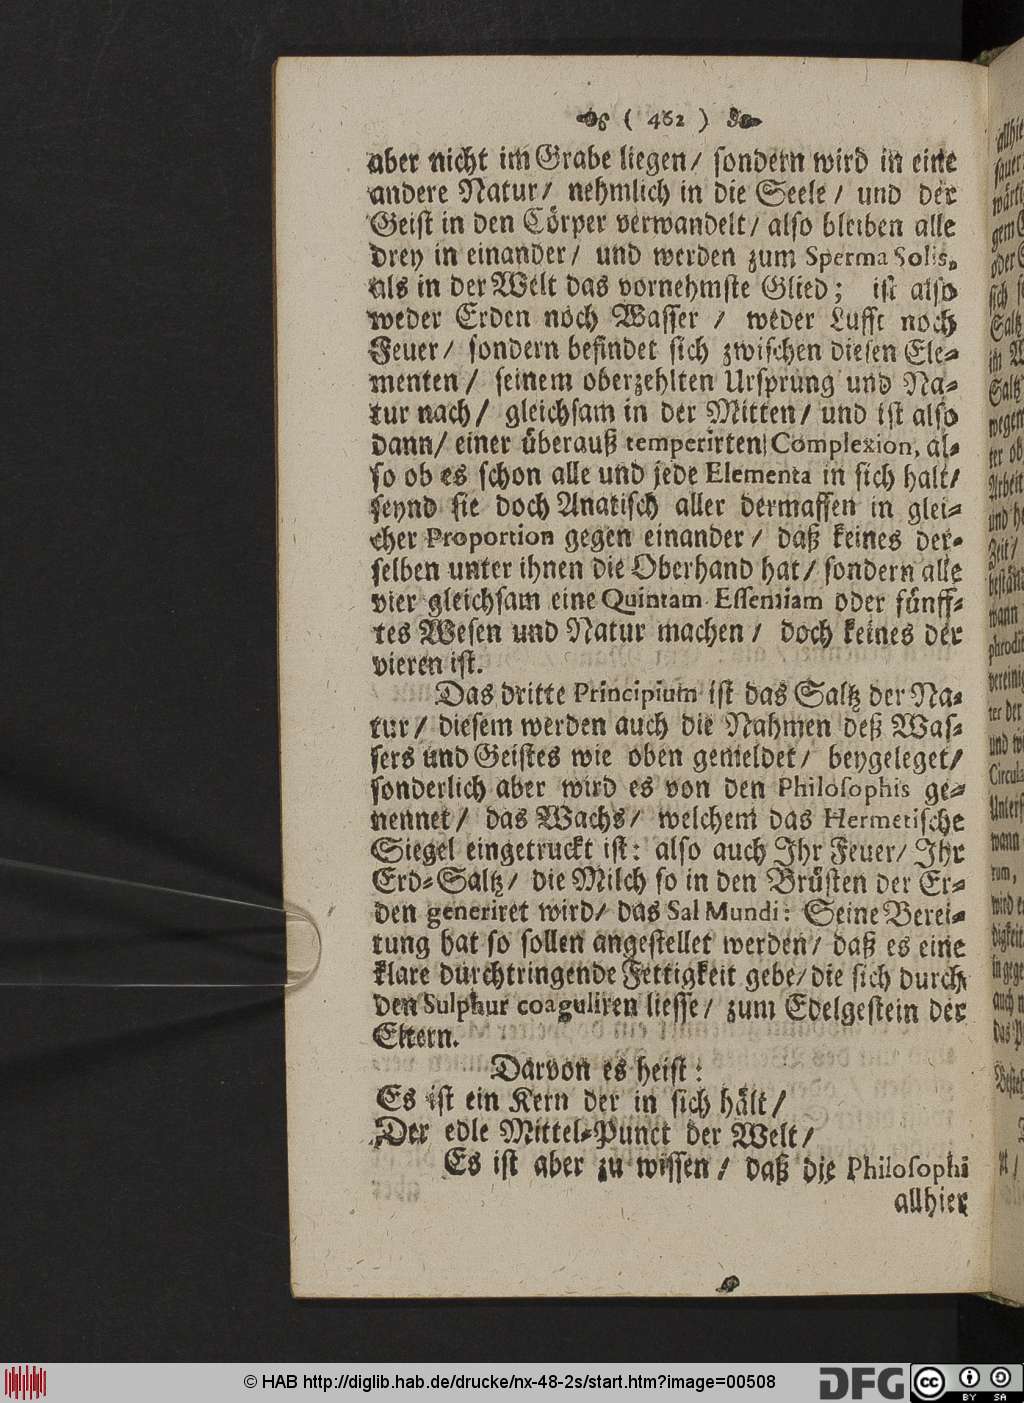 ( 462 )
aber nicht im Grabe liegen/ sondern wird in eine
andere Natur/ nehmlich in die Seele/ und der
Geist in den Cörper verwandelt/ also bleiben alle
drey in einander/ und werden zum Sperma Solis,
als in der Welt das vornehmste Glied; ist also
weder Erden noch Wasser / weder Lufft noch
Feuer/ sondern befindet sich zwischen diesen Ele-
menten/ seinem oberzehlten Ursprung und Na-
tur nach/ gleichsam in der Mitten/ und ist also
dann/ einer überauß temperirten Complexion, al-
so ob es schon alle und jede Elementa in sich halt/
seynd sie doch Anatisch aller dermassen in glei-
cher Proportion gegen einander/ daß keines der-
selben unter ihnen die Oberhand hat/ sondern alle
vier gleichsam eine Quintam Essentiam oder fünff-
tes Wesen und Natur machen/ doch keines der
vieren ist.
Das dritte Principium ist das Saltz der Na-
tur/ diesem werden auch die Nahmen deß Was-
sers und Geistes wie oben gemeldet/ beygeleget/
sonderlich aber wird es von den Philosophis ge-
nennet/ das Wachs/ welchem das Hermetische
Siegel eingetruckt ist: also auch Ihr Feuer/ Ihr
Erd-Saltz/ die Milch so in den Brüsten der Er-
den generiret wird/ das Sal Mundi: Seine Berei-
tung hat so sollen angestellet werden/ daß es eine
klare durchtringende Fettigkeit gebe/ die sich durch
den Sulphur coaguliren liesse/ zum Edelgestein der
Eltern.
Darvon es heist:
Es ist ein Kern der in sich hält/
Der edle Mittel-Punct der Welt/
Es ist aber zu wissen/ daß die Philosophi
allhier
© HAB http://diglib.hab.de/drucke/nx-48-2s/start.htm?image=00508
DFG
cc BY SA